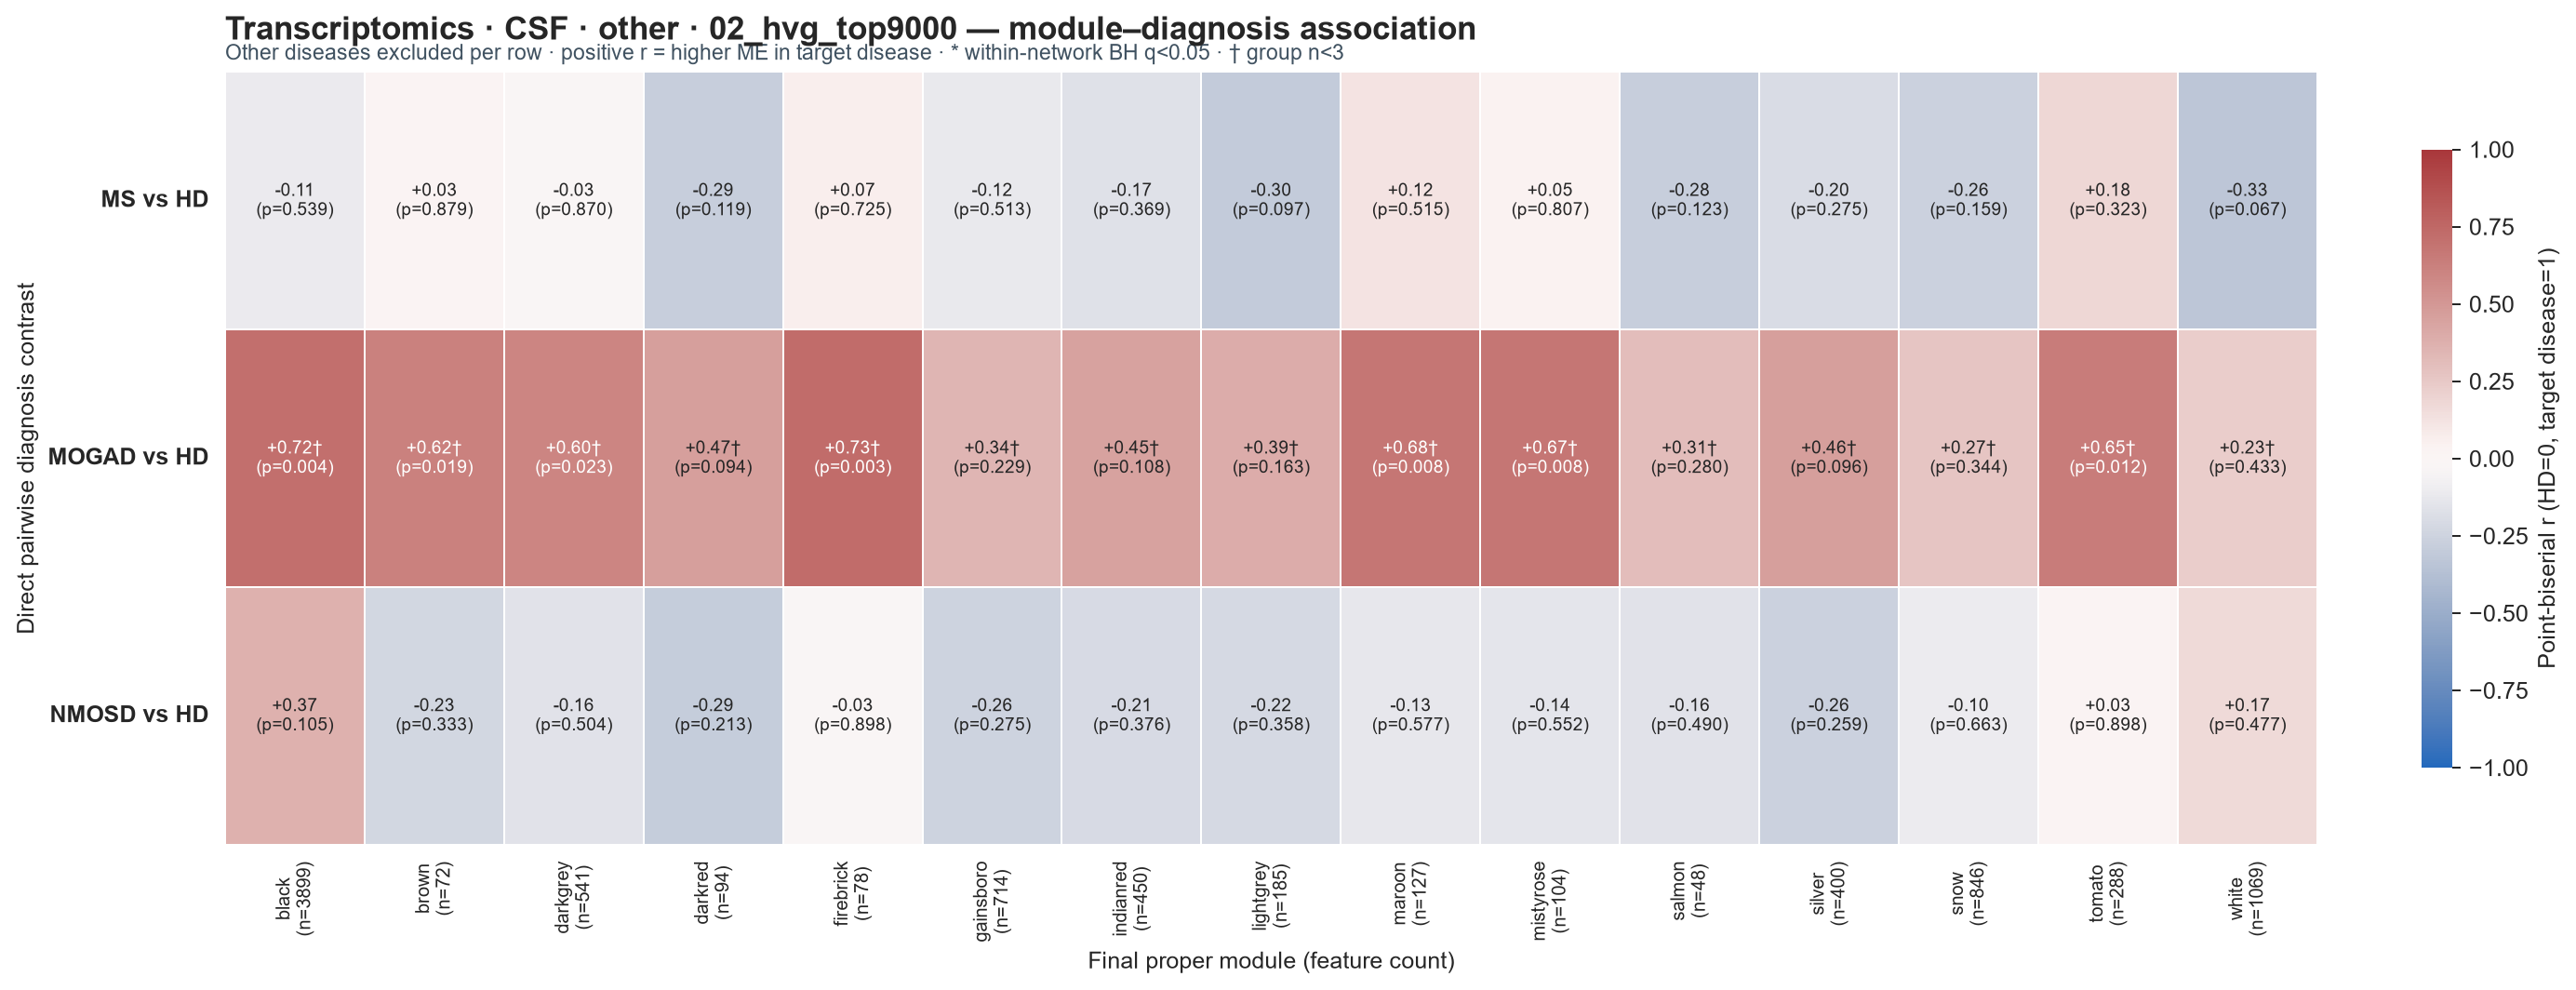 Transcriptomics · CSF · other · 02_hvg_top9000 — module–diagnosis association
Other diseases excluded per row · positive r = higher ME in target disease · * within-network BH q<0.05 · † group n<3
Direct pairwise diagnosis contrast
MS vs HD
-0.11 +0.03 -0.03 -0.29 +0.07 -0.12 -0.17 -0.30 +0.12 +0.05 -0.28 -0.20 -0.26 +0.18 -0.33
(p=0.539) (p=0.879) (p=0.870) (p=0.119) (p=0.725) (p=0.513) (p=0.369) (p=0.097) (p=0.515) (p=0.807) (p=0.123) (p=0.275) (p=0.159) (p=0.323) (p=0.067)
MOGAD vs HD
+0.72† +0.62† +0.60† +0.47† +0.73† +0.34† +0.45† +0.39† +0.68† +0.67† +0.31† +0.46† +0.27† +0.65† +0.23†
(p=0.004) (p=0.019) (p=0.023) (p=0.094) (p=0.003) (p=0.229) (p=0.108) (p=0.163) (p=0.008) (p=0.008) (p=0.280) (p=0.096) (p=0.344) (p=0.012) (p=0.433)
NMOSD vs HD
+0.37 -0.23 -0.16 -0.29 -0.03 -0.26 -0.21 -0.22 -0.13 -0.14 -0.16 -0.26 -0.10 +0.03 +0.17
(p=0.105) (p=0.333) (p=0.504) (p=0.213) (p=0.898) (p=0.275) (p=0.376) (p=0.358) (p=0.577) (p=0.552) (p=0.490) (p=0.259) (p=0.663) (p=0.898) (p=0.477)
black
(n=3899)
brown
(n=72)
darkgrey
(n=541)
darkred
(n=94)
firebrick
(n=78)
gainsboro
(n=714)
indianred
(n=450)
lightgrey
(n=185)
maroon
(n=127)
mistyrose
(n=104)
salmon
(n=48)
silver
(n=400)
snow
(n=846)
tomato
(n=288)
white
(n=1069)
Final proper module (feature count)
1.00
0.75
0.50
0.25
0.00
−0.25
−0.50
−0.75
−1.00
Point-biserial r (HD=0, target disease=1)